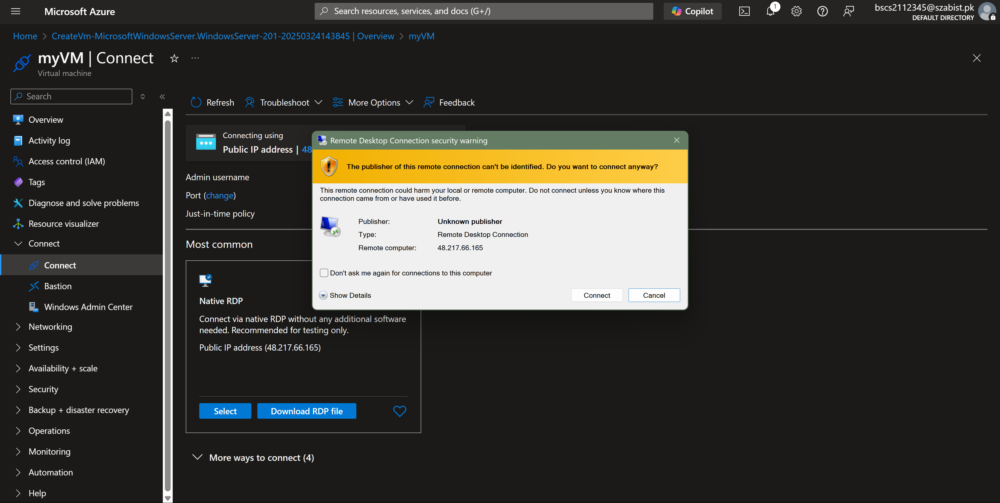 Microsoft Azure
Search resources, services, and docs (G+/)
Copilot
1
bscs2112345@szabist.pk
DEFAULT DIRECTORY
Home > CreateVm-MicrosoftWindowsServer.WindowsServer-201-20250324143845 | Overview > myVM
myVM | Connect
Virtual machine
Search
Overview
Activity log
Access control (IAM)
Tags
Diagnose and solve problems
Resource visualizer
Connect
Connect
Bastion
Windows Admin Center
Networking
Settings
Availability + scale
Security
Backup + disaster recovery
Operations
Monitoring
Automation
Help
Refresh
Troubleshoot
More Options
Feedback
Connecting using
Public IP address | 48
Admin username
Port (change)
Just-in-time policy
Most common
Native RDP
Connect via native RDP without any additional software
needed. Recommended for testing only.
Public IP address (48.217.66.165)
Select
Download RDP file
More ways to connect (4)
Remote Desktop Connection security warning
The publisher of this remote connection can't be identified. Do you want to connect anyway?
This remote connection could harm your local or remote computer. Do not connect unless you know where this
connection came from or have used it before.
Publisher: Unknown publisher
Type: Remote Desktop Connection
Remote computer: 48.217.66.165
Don't ask me again for connections to this computer
Show Details
Connect
Cancel